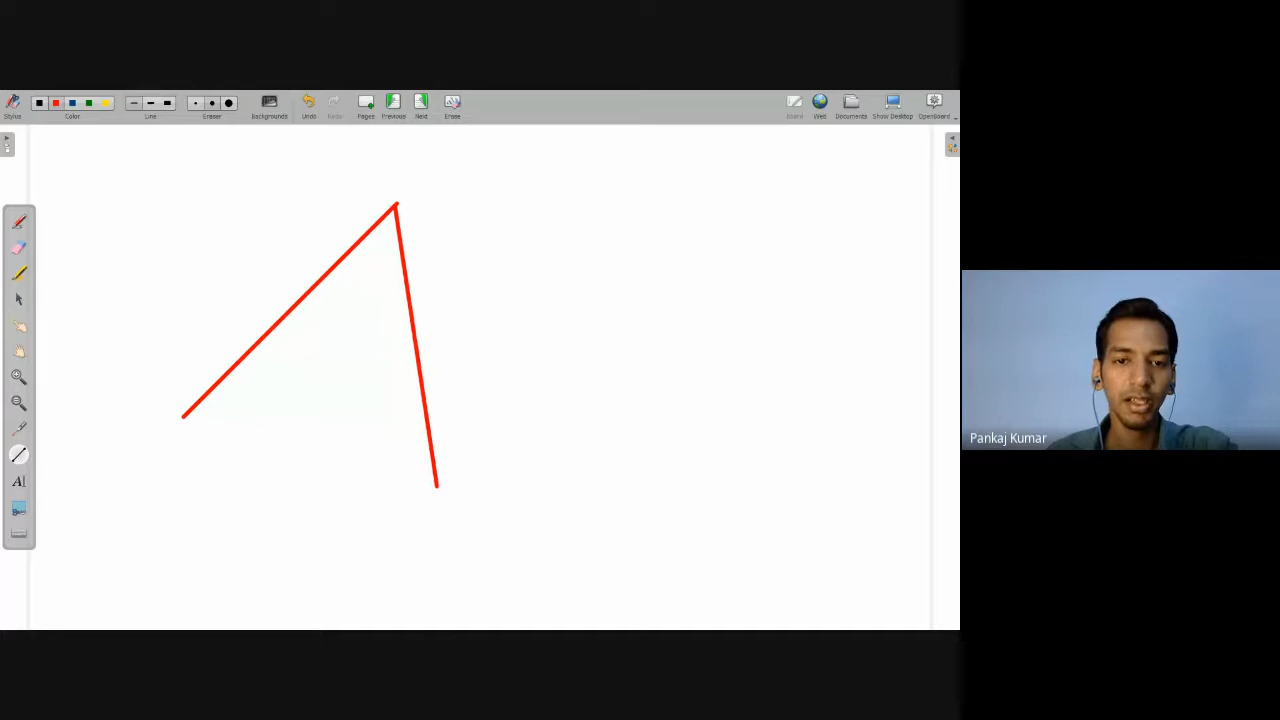 Stylus Color Line Eraser Backgrounds Undo Redo Pages Previous Next Erase Board Web Documents Show Desktop OpenBoard
AI
Pankaj Kumar